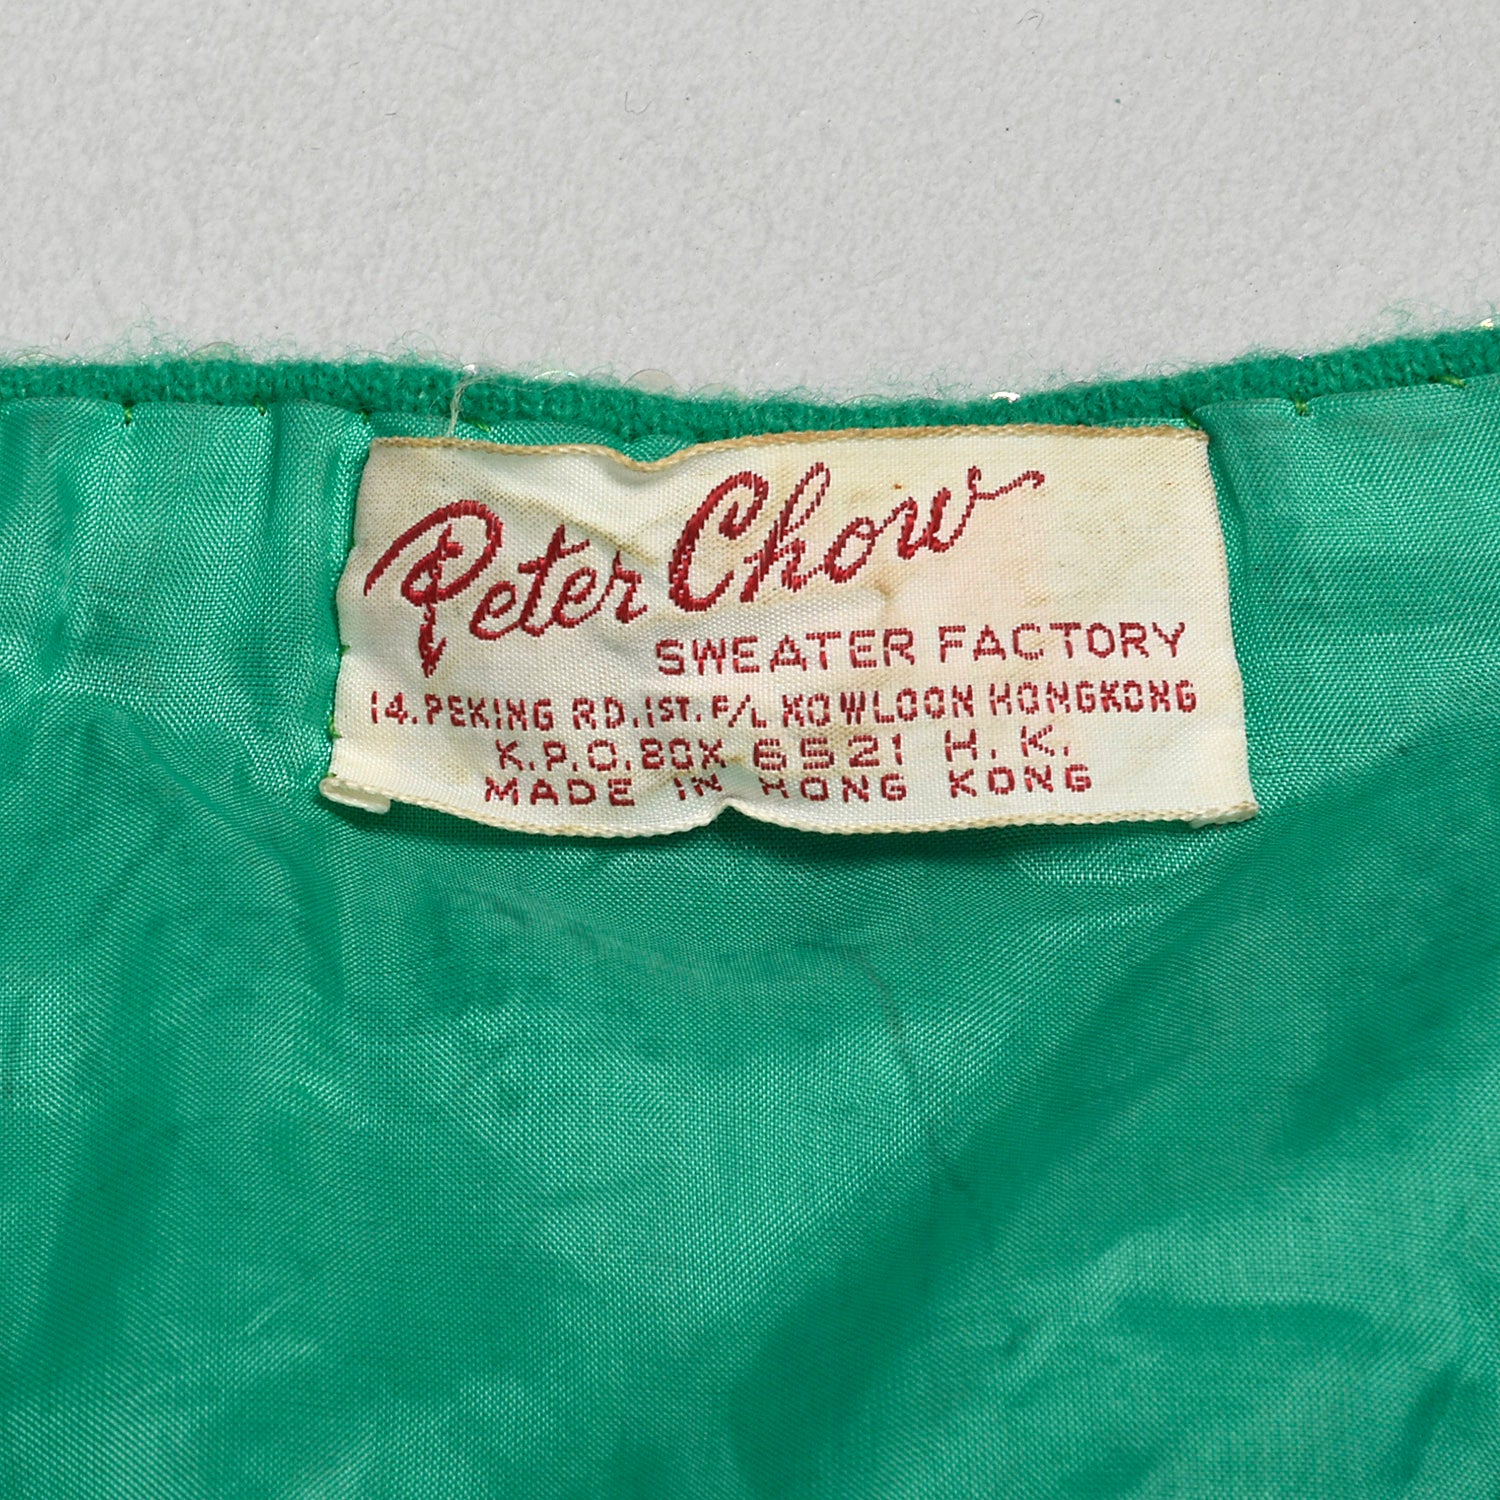 Peter Chow
SWEATER FACTORY
14. PEKING RD. 1ST. F/L KOWLOON HONGKONG
K.P.O. BOX 6521 H. K.
MADE IN HONG KONG